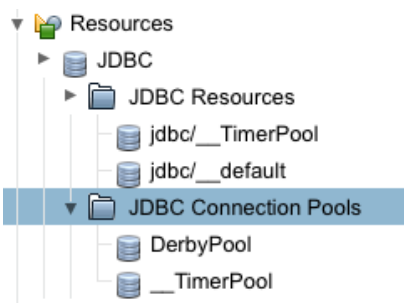 Resources
JDBC
JDBC Resources
jdbc/__TimerPool
jdbc/__default
JDBC Connection Pools
DerbyPool
__TimerPool